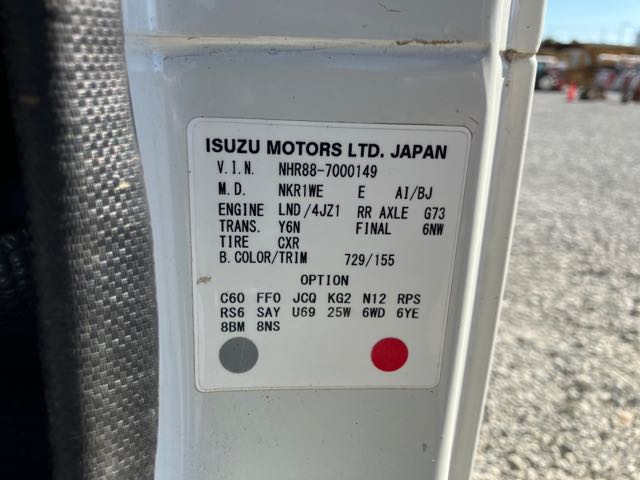 ISUZU MOTORS LTD. JAPAN
V.I.N. NHR88-7000149
M.D. NKR1WE E AI/BJ
ENGINE LND/4JZ1 RR AXLE G73
TRANS. Y6N FINAL 6NW
TIRE CXR
B.COLOR/TRIM 729/155
OPTION
C60 FF0 JCQ KG2 N12 RPS
RS6 SAY U69 25W 6WD 6YE
8BM 8NS